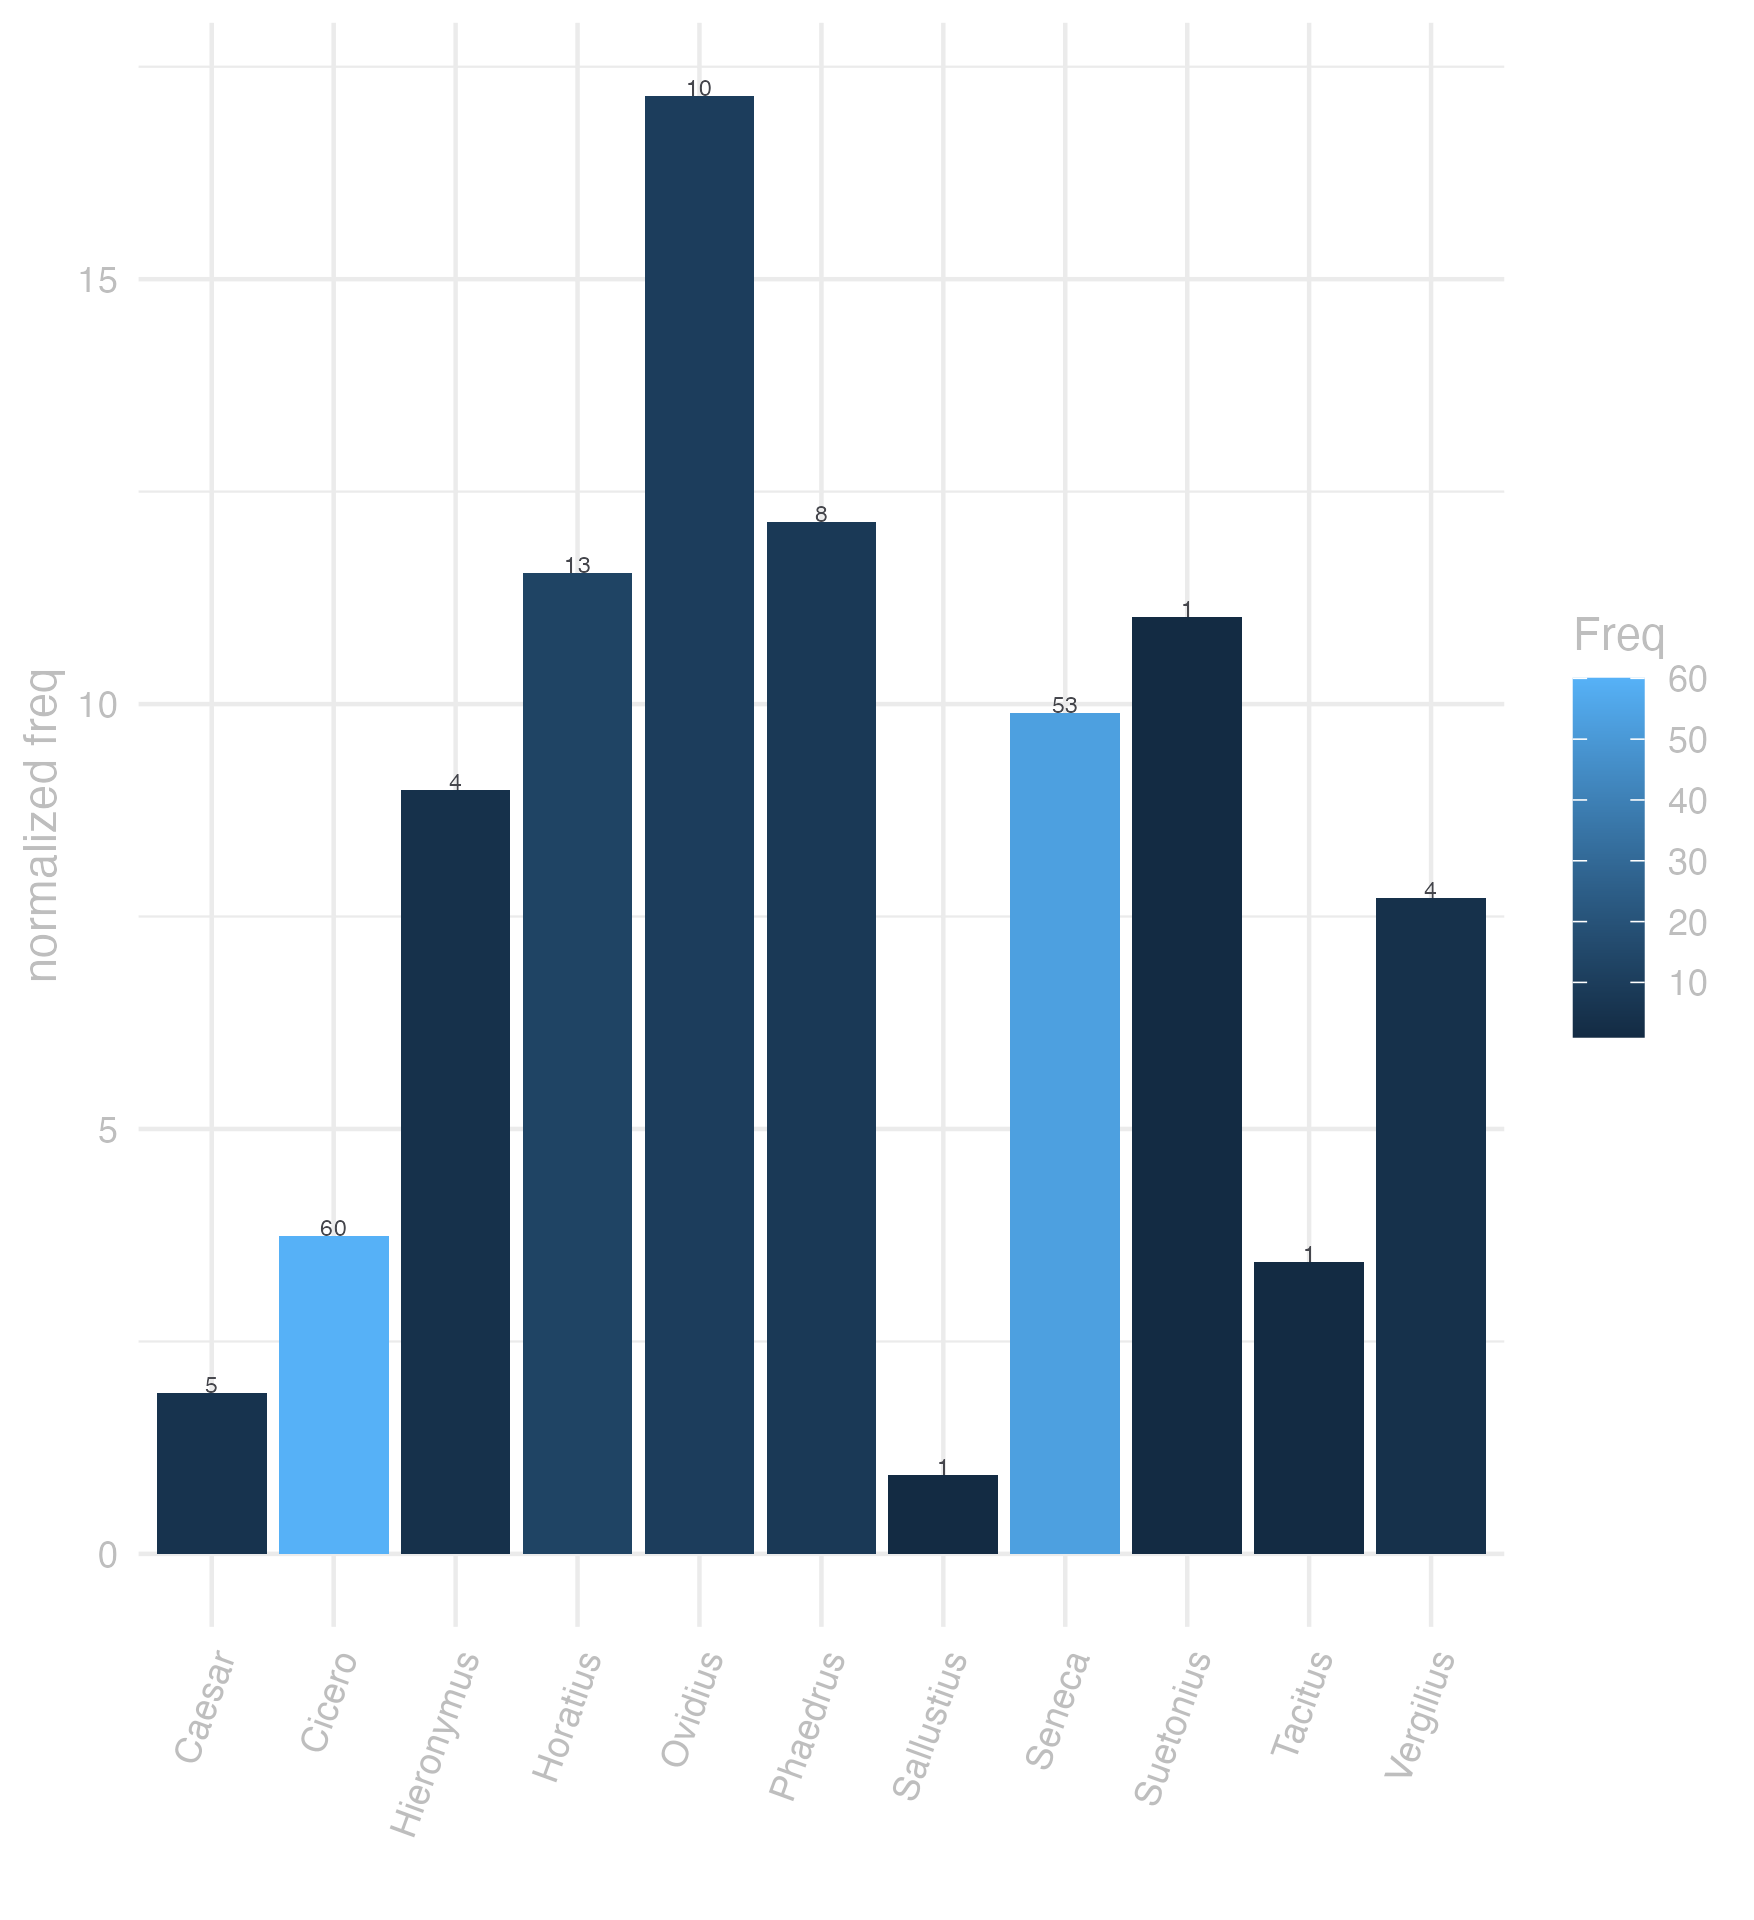 10
15
8
13
1
Freq
60
53
10
50
4
40
30
4
20
10
normalized freq
5
60
1
5
1
0
Caesar
Cicero
Hieronymus
Horatius
Ovidius
Phaedrus
Sallustius
Seneca
Suetonius
Tacitus
Vergilius